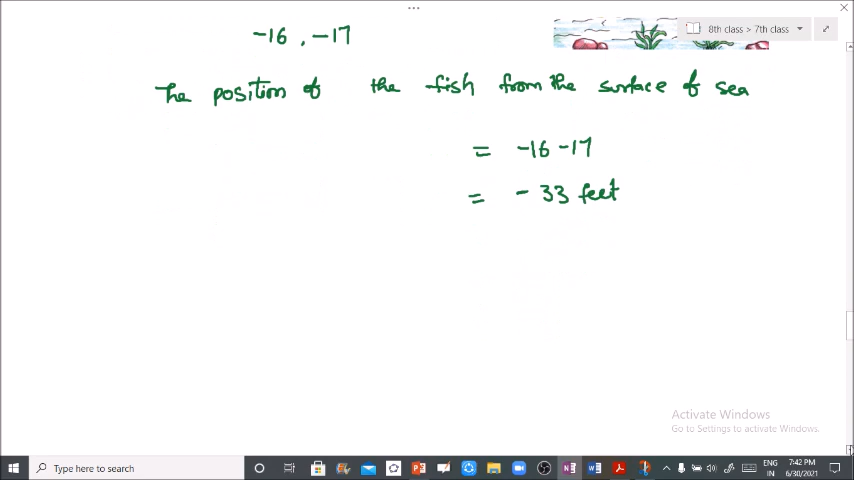 -16 , -17
8th class > 7th class
The position of the fish from the surface of sea
= -16 -17
= - 33 feet
Activate Windows
Go to Settings to activate Windows.
Type here to search
ENG
IN
7:42 PM
6/30/2021